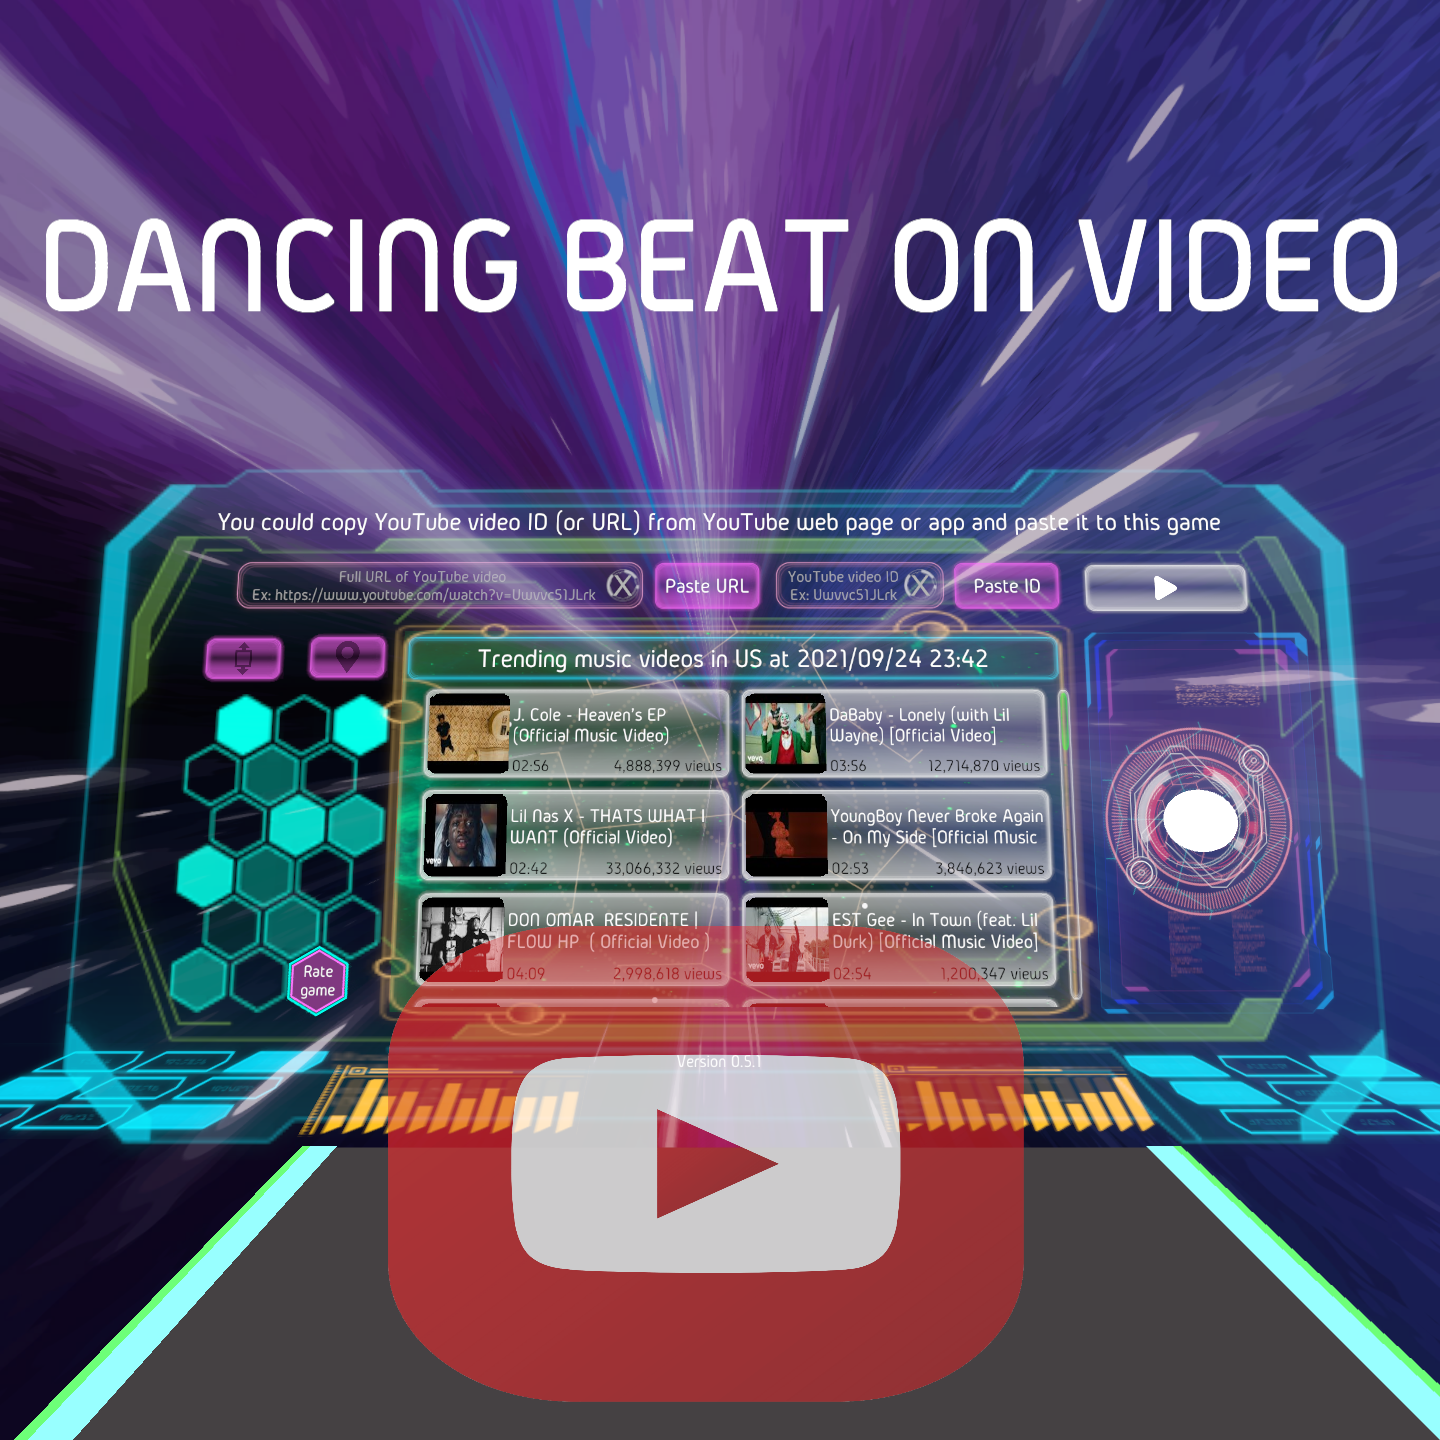 DANCING BEAT ON VIDEO
You could copy YouTube video ID (or URL) from YouTube web page or app and paste it to this game
Full URL of YouTube video
Ex: https://www.youtube.com/watch?v=Uwvvc51JLrk
X
Paste URL
YouTube video ID
Ex: Uwvvc51JLrk
X
Paste ID
Trending music videos in US at 2021/09/24 23:42
J. Cole - Heaven's EP
(Official Music Video)
02:56 4,888,399 views
DaBaby - Lonely (with Lil
Wayne) [Official Video]
vevo
03:56 12,714,870 views
Lil Nas X - THATS WHAT I
WANT (Official Video)
vevo
02:42 33,066,332 views
YoungBoy Never Broke Again
- On My Side [Official Music
02:53 3,846,623 views
DON OMAR RESIDENTE |
FLOW HP ( Official Video )
04:09 2,998,618 views
EST Gee - In Town (feat. Lil
Durk) [Official Music Video]
vevo
02:54 1,200,347 views
Rate
game
Version 0.5.1